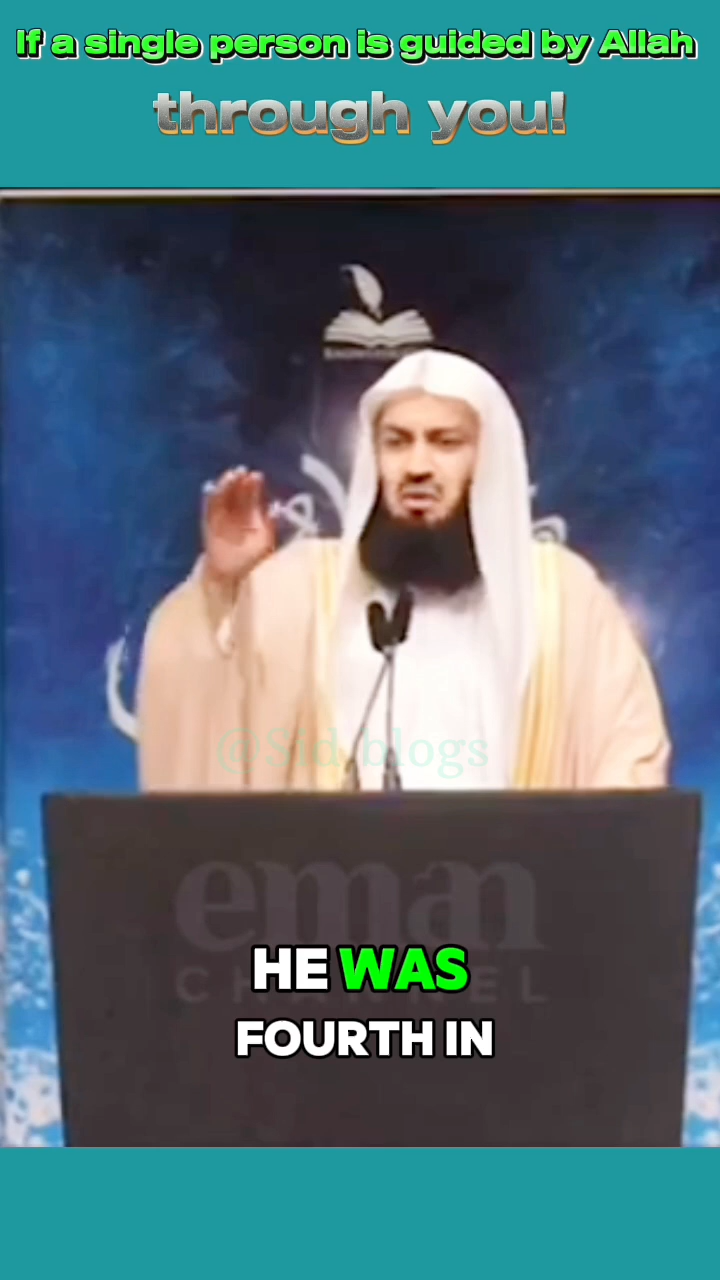 If a single person is guided by Allah
through you!
@Sid blogs
eman
CHANNEL
HE WAS
FOURTH IN